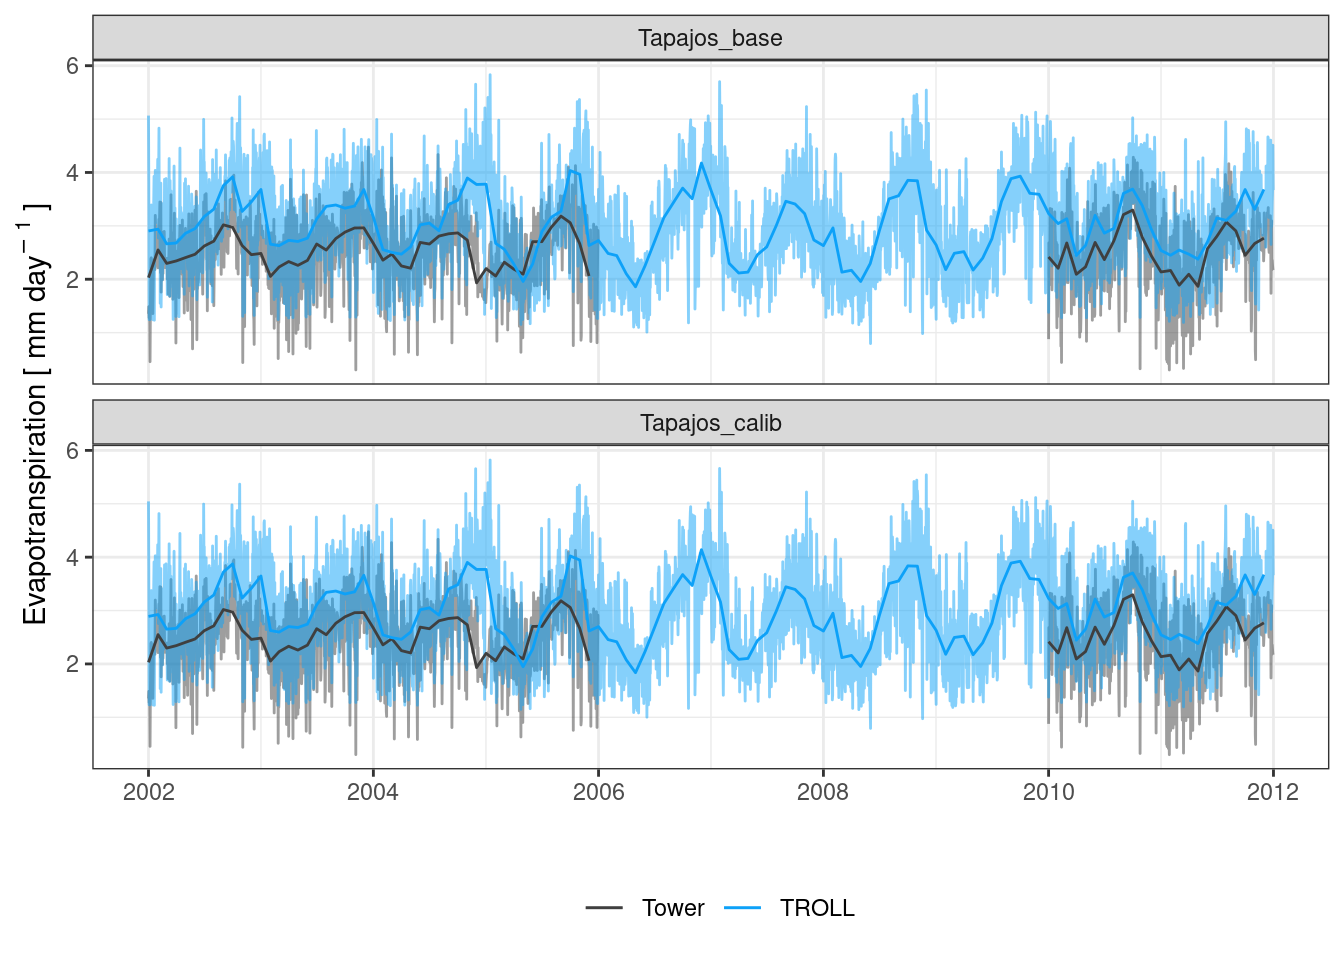 Tapajos_base
6
4
2
Tapajos_calib
6
4
2
Evapotranspiration [ mm day⁻¹ ]
2002 2004 2006 2008 2010 2012
Tower TROLL